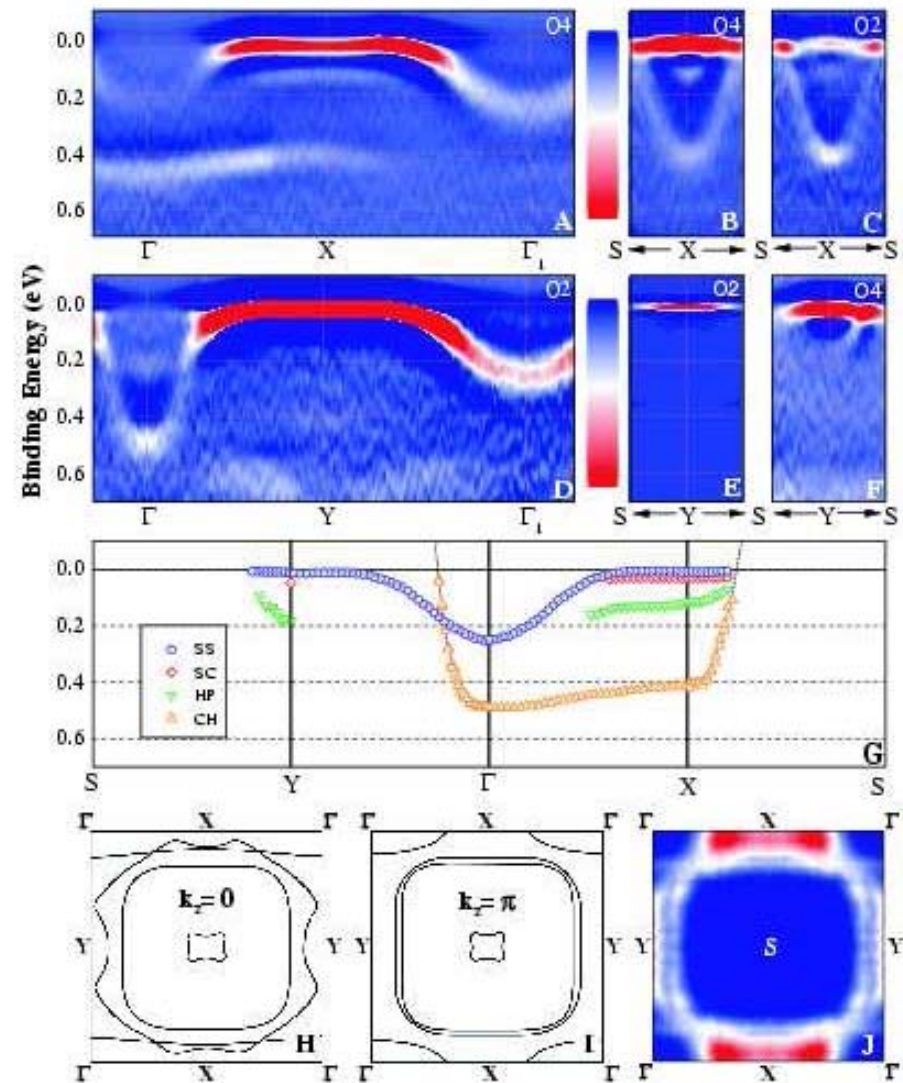 O4
O4
O2
0.0
0.2
0.4
0.6
A
B
C
Γ X Γ1
S X S
S X S
Binding Energy (eV)
O2
O2
O4
0.0
0.2
0.4
0.6
D
E
F
Γ Y Γ1
S Y S
S Y S
0.0
0.2
0.4
0.6
SS
SC
HP
CH
G
S Y Γ X S
Γ X Γ
Γ X Γ
Γ X Γ
kz= 0
kz= π
Y Y
Y Y
Y S Y
H
I
J
Γ X Γ
Γ X Γ
Γ X Γ